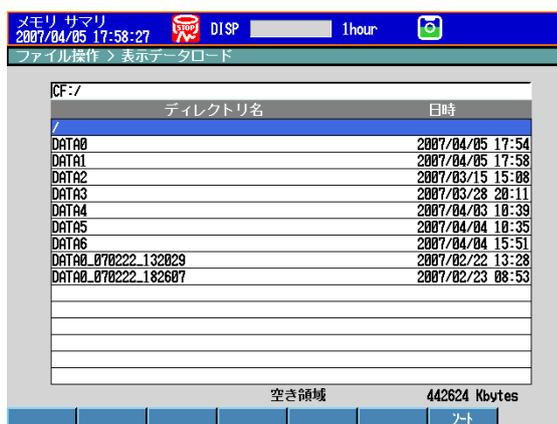 メモリ サマリ
2007/04/05 17:58:27 STOP DISP 1hour
ファイル操作 > 表示データロード
CF:/
ディレクトリ名 日時
/
DATA0 2007/04/05 17:54
DATA1 2007/04/05 17:58
DATA2 2007/03/15 15:08
DATA3 2007/03/28 20:11
DATA4 2007/04/03 10:39
DATA5 2007/04/04 10:35
DATA6 2007/04/04 15:51
DATA0_070222_132029 2007/02/22 13:28
DATA0_070222_182607 2007/02/23 08:53
空き領域 442624 Kbytes
ソート